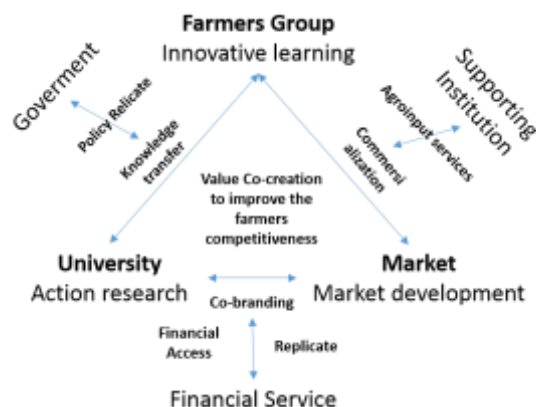 Farmers Group
Innovative learning
Goverment
Policy Relicate
Knowledge
transfer
Supporting
Institution
Agroinput services
Commersi
alization
Value Co-creation
to improve the
farmers
competitiveness
University
Action research
Market
Market development
Co-branding
Financial
Access
Replicate
Financial Service